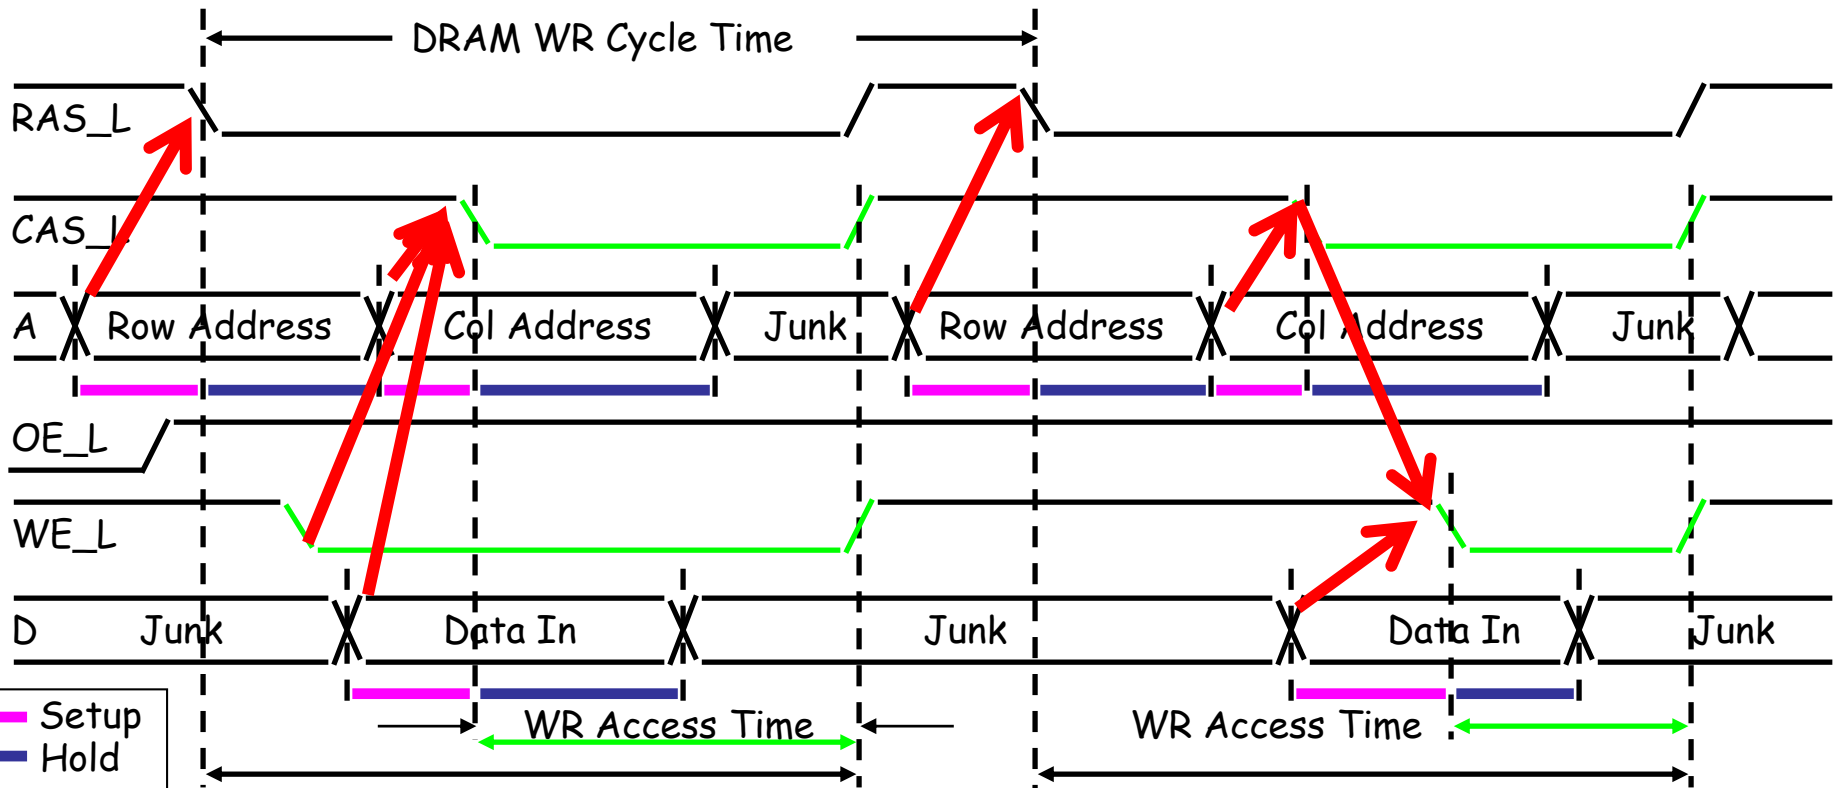 DRAM WR Cycle Time
RAS_L
CAS_L
A Row Address Col Address Junk Row Address Col Address Junk
OE_L
WE_L
D Junk Data In Junk Data In Junk
Setup WR Access Time WR Access Time
Hold